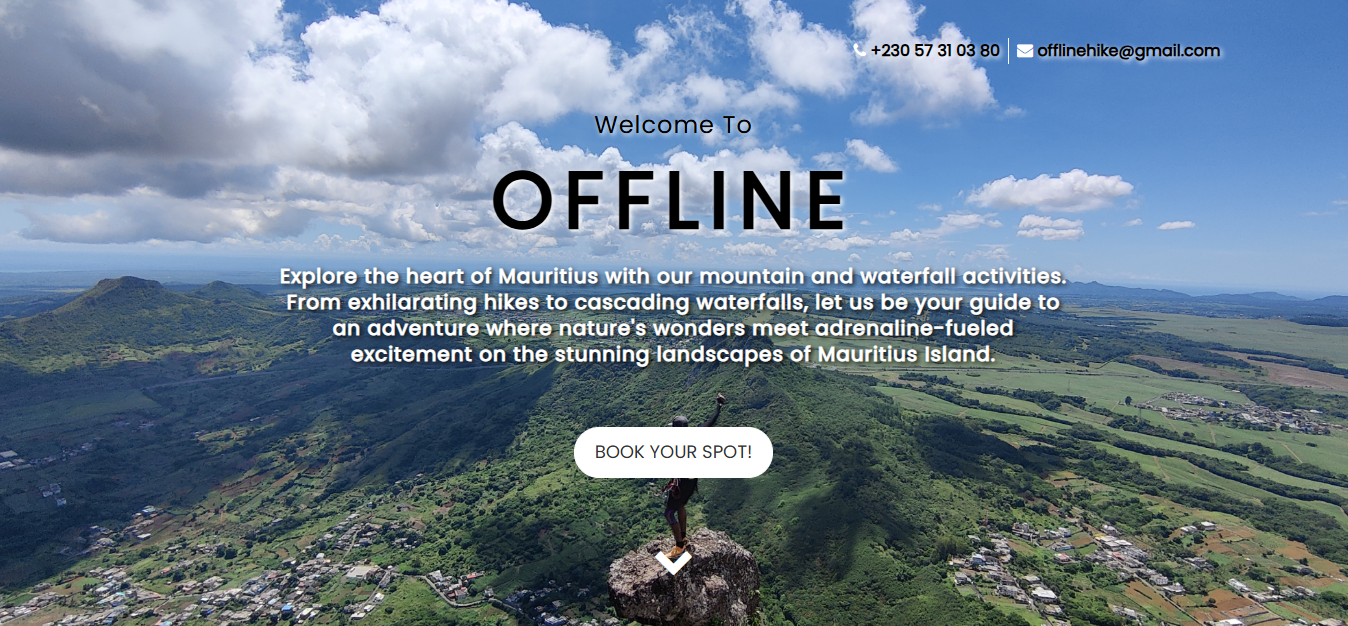 +230 57 31 03 80 offlinehike@gmail.com
Welcome To
OFFLINE
Explore the heart of Mauritius with our mountain and waterfall activities.
From exhilarating hikes to cascading waterfalls, let us be your guide to
an adventure where nature's wonders meet adrenaline-fueled
excitement on the stunning landscapes of Mauritius Island.
BOOK YOUR SPOT!